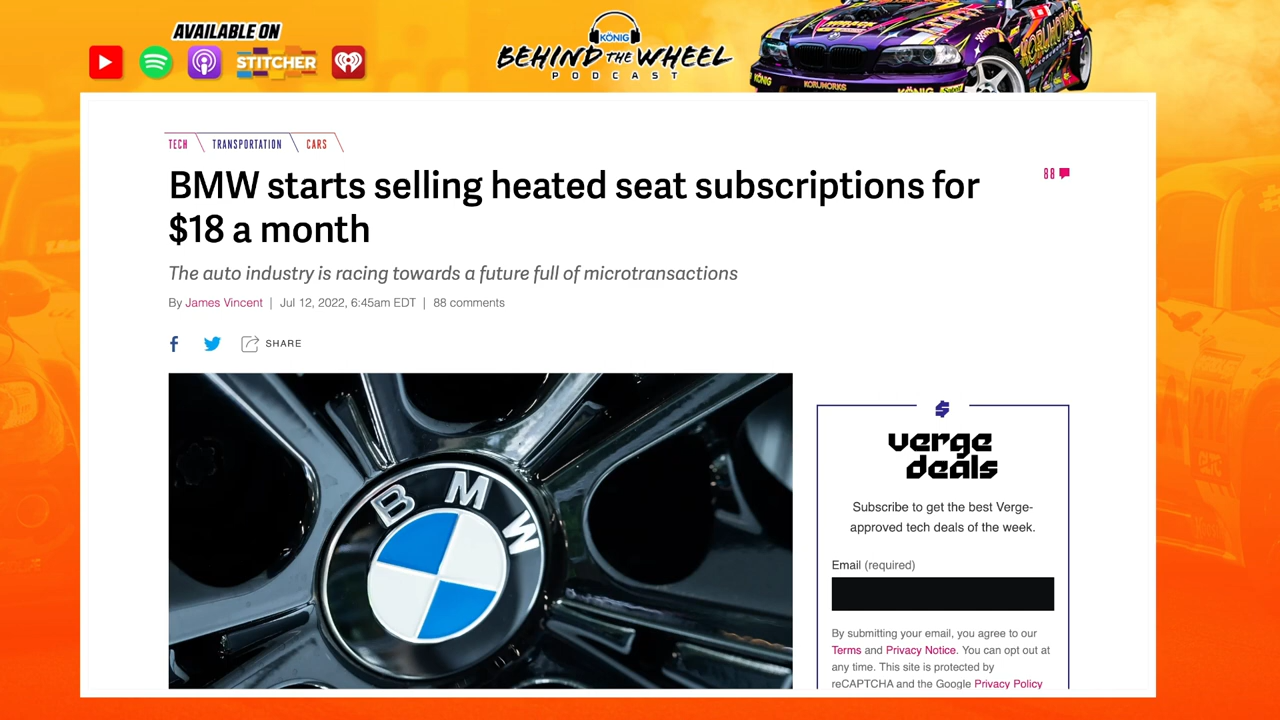 AVAILABLE ON
STITCHER
KÖNIG
BEHIND THE WHEEL
PODCAST
KÖNIG
KORUWORKS
KÖNIG
TECH
TRANSPORTATION
CARS
BMW starts selling heated seat subscriptions for
$18 a month
88
The auto industry is racing towards a future full of microtransactions
By James Vincent | Jul 12, 2022, 6:45am EDT | 88 comments
SHARE
BMW
verge
deals
Subscribe to get the best Verge-
approved tech deals of the week.
Email (required)
By submitting your email, you agree to our
Terms and Privacy Notice. You can opt out at
any time. This site is protected by
reCAPTCHA and the Google Privacy Policy